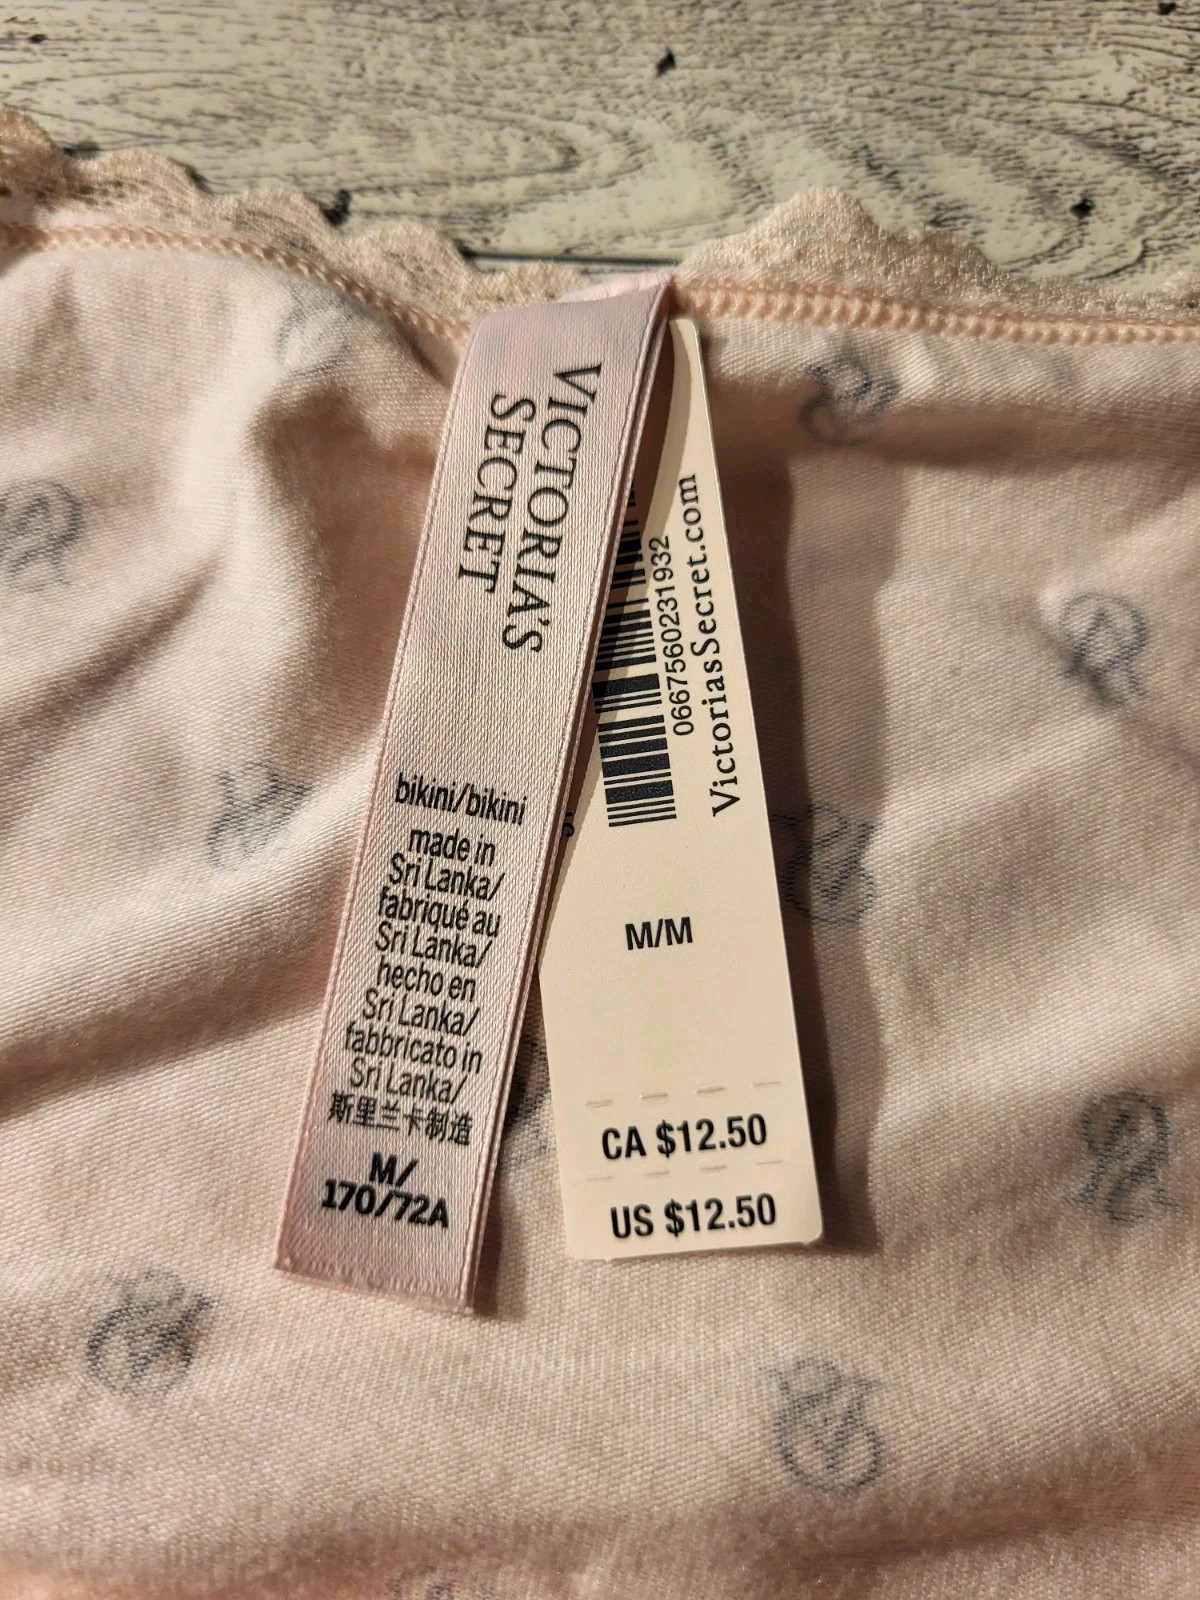 VICTORIA'S
SECRET
bikini/bikini
made in
Sri Lanka/
fabriqué au
Sri Lanka/
hecho en
Sri Lanka/
fabbricato in
Sri Lanka/
斯里兰卡制造
M/
170/72A
0667560231932
VictoriasSecret.com
M/M
CA $12.50
US $12.50